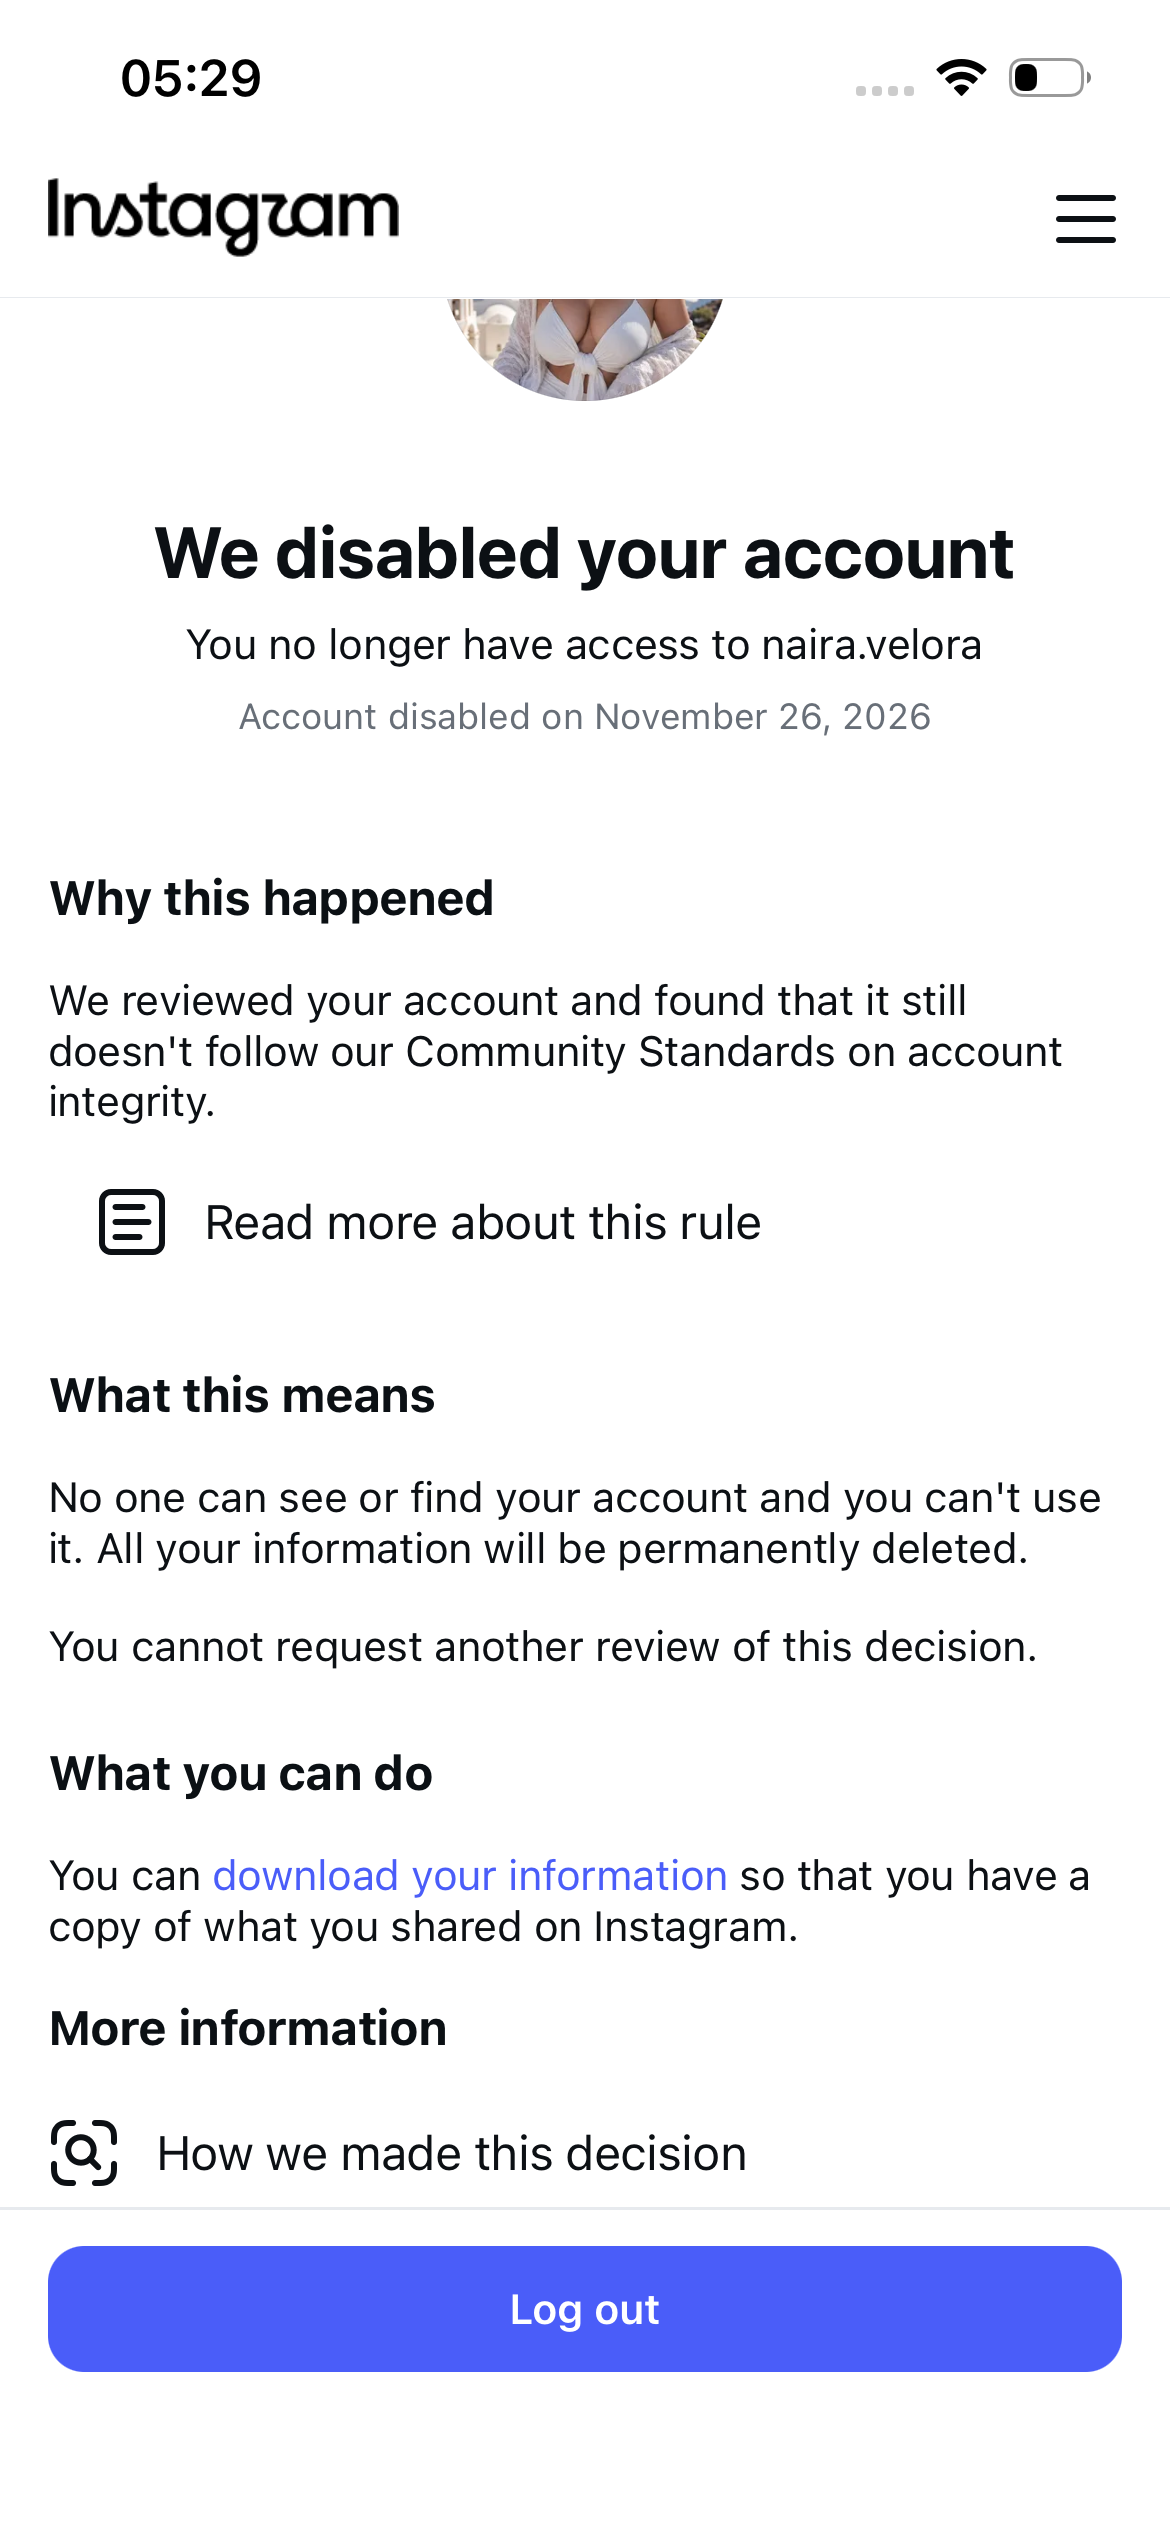 05:29
Instagram
We disabled your account
You no longer have access to naira.velora
Account disabled on November 26, 2026
Why this happened
We reviewed your account and found that it still
doesn't follow our Community Standards on account
integrity.
Read more about this rule
What this means
No one can see or find your account and you can't use
it. All your information will be permanently deleted.
You cannot request another review of this decision.
What you can do
You can download your information so that you have a
copy of what you shared on Instagram.
More information
How we made this decision
Log out